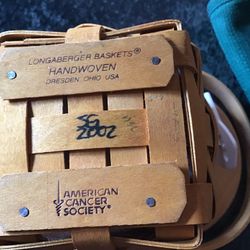 LONGABERGER BASKETS®
HANDWOVEN
DRESDEN, OHIO USA
SG
2002
AMERICAN
CANCER
SOCIETY®